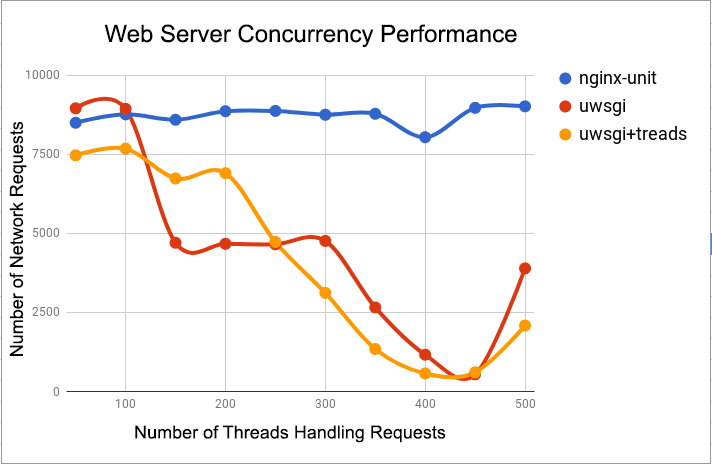 Web Server Concurrency Performance
nginx-unit
uwsgi
uwsgi+treads
Number of Network Requests
10000
7500
5000
2500
0
100 200 300 400 500
Number of Threads Handling Requests